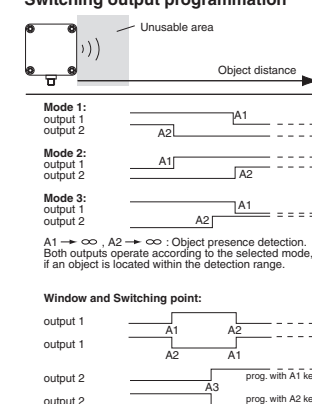 Switching output programmation
Unusable area
Object distance
Mode 1:
output 1
A1
output 2
A2
Mode 2:
output 1
A1
output 2
A2
Mode 3:
output 1
A1
output 2
A2
A1 → ∞ , A2 → ∞ : Object presence detection.
Both outputs operate according to the selected mode,
if an object is located within the detection range.
Window and Switching point:
output 1
A1 A2
output 1
A2 A1
output 2
prog. with A1
A3
output 2
prog. with A2